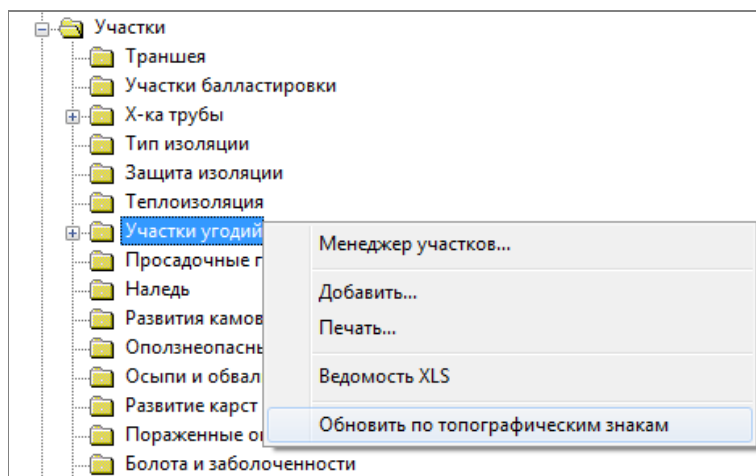 Участки
Траншея
Участки балластировки
Х-ка трубы
Тип изоляции
Защита изоляции
Теплоизоляция
Участки угодий
Просадочные г
Наледь
Развития камов
Оползнеопасн
Осыпи и обвал
Развитие карст
Пораженные о
Болота и заболоченности
Менеджер участков...
Добавить...
Печать...
Ведомость XLS
Обновить по топографическим знакам